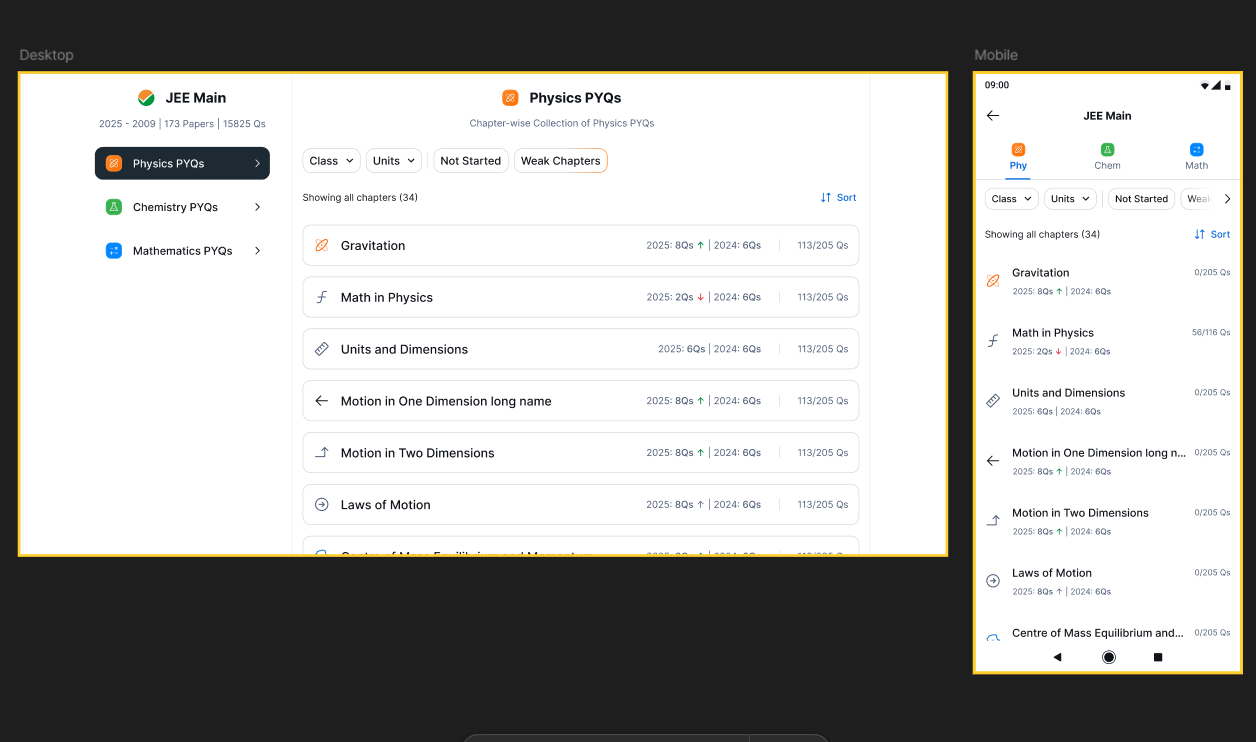 Desktop
JEE Main
2025 - 2009 | 173 Papers | 15825 Qs
Physics PYQs
Chemistry PYQs
Mathematics PYQs
Physics PYQs
Chapter-wise Collection of Physics PYQs
Class Units Not Started Weak Chapters
Showing all chapters (34) Sort
Gravitation 2025: 8Qs ↑ | 2024: 6Qs 113/205 Qs
Math in Physics 2025: 2Qs ↓ | 2024: 6Qs 113/205 Qs
Units and Dimensions 2025: 6Qs | 2024: 6Qs 113/205 Qs
Motion in One Dimension long name 2025: 8Qs ↑ | 2024: 6Qs 113/205 Qs
Motion in Two Dimensions 2025: 8Qs ↑ | 2024: 6Qs 113/205 Qs
Laws of Motion 2025: 8Qs ↑ | 2024: 6Qs 113/205 Qs
Centre of Mass Equilibrium and Momentum
Mobile
09:00
JEE Main
Phy Chem Math
Class Units Not Started Weak
Showing all chapters (34) Sort
Gravitation 0/205 Qs
2025: 8Qs ↑ | 2024: 6Qs
Math in Physics 56/116 Qs
2025: 2Qs ↓ | 2024: 6Qs
Units and Dimensions 0/205 Qs
2025: 6Qs | 2024: 6Qs
Motion in One Dimension long n... 0/205 Qs
2025: 8Qs ↑ | 2024: 6Qs
Motion in Two Dimensions 0/205 Qs
2025: 8Qs ↑ | 2024: 6Qs
Laws of Motion 0/205 Qs
2025: 8Qs ↑ | 2024: 6Qs
Centre of Mass Equilibrium and... 0/205 Qs